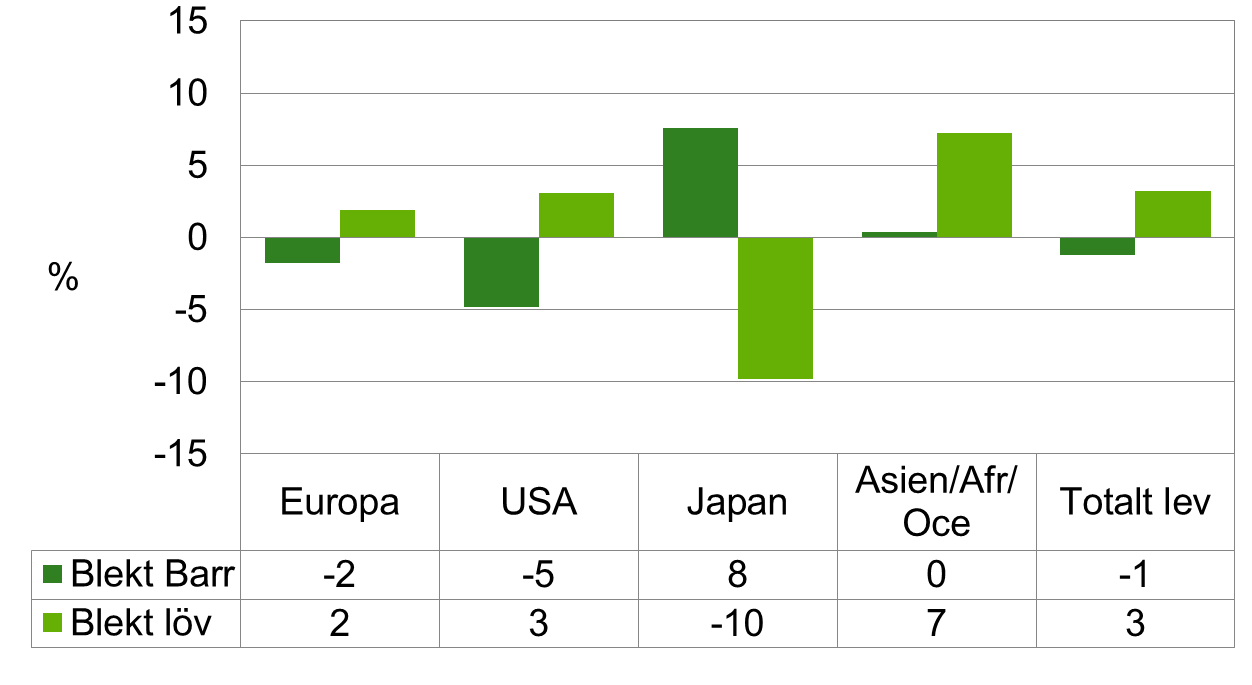 15
10
5
0
-5
-10
-15
%
Europa USA Japan Asien/Afr/
Oce Totalt lev
Blekt Barr -2 -5 8 0 -1
Blekt löv 2 3 -10 7 3